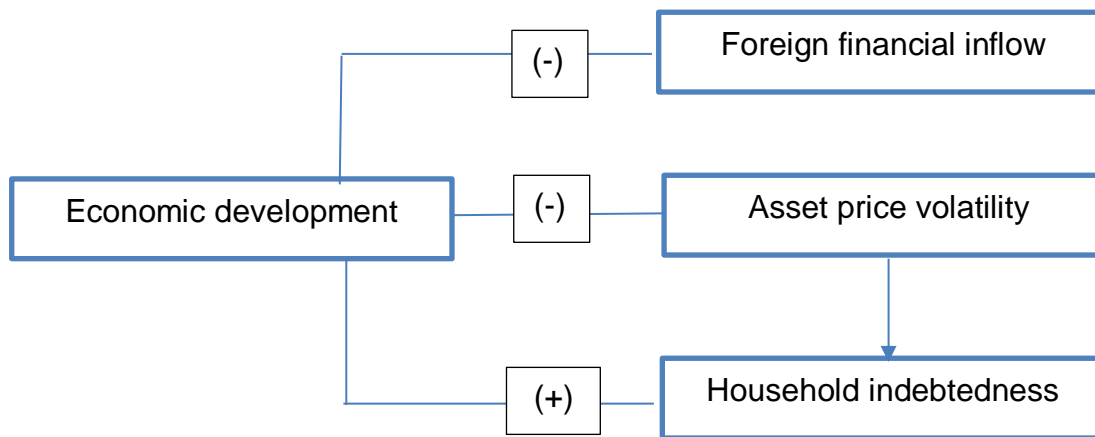 (-)
Foreign financial inflow
Economic development
(-)
Asset price volatility
(+)
Household indebtedness